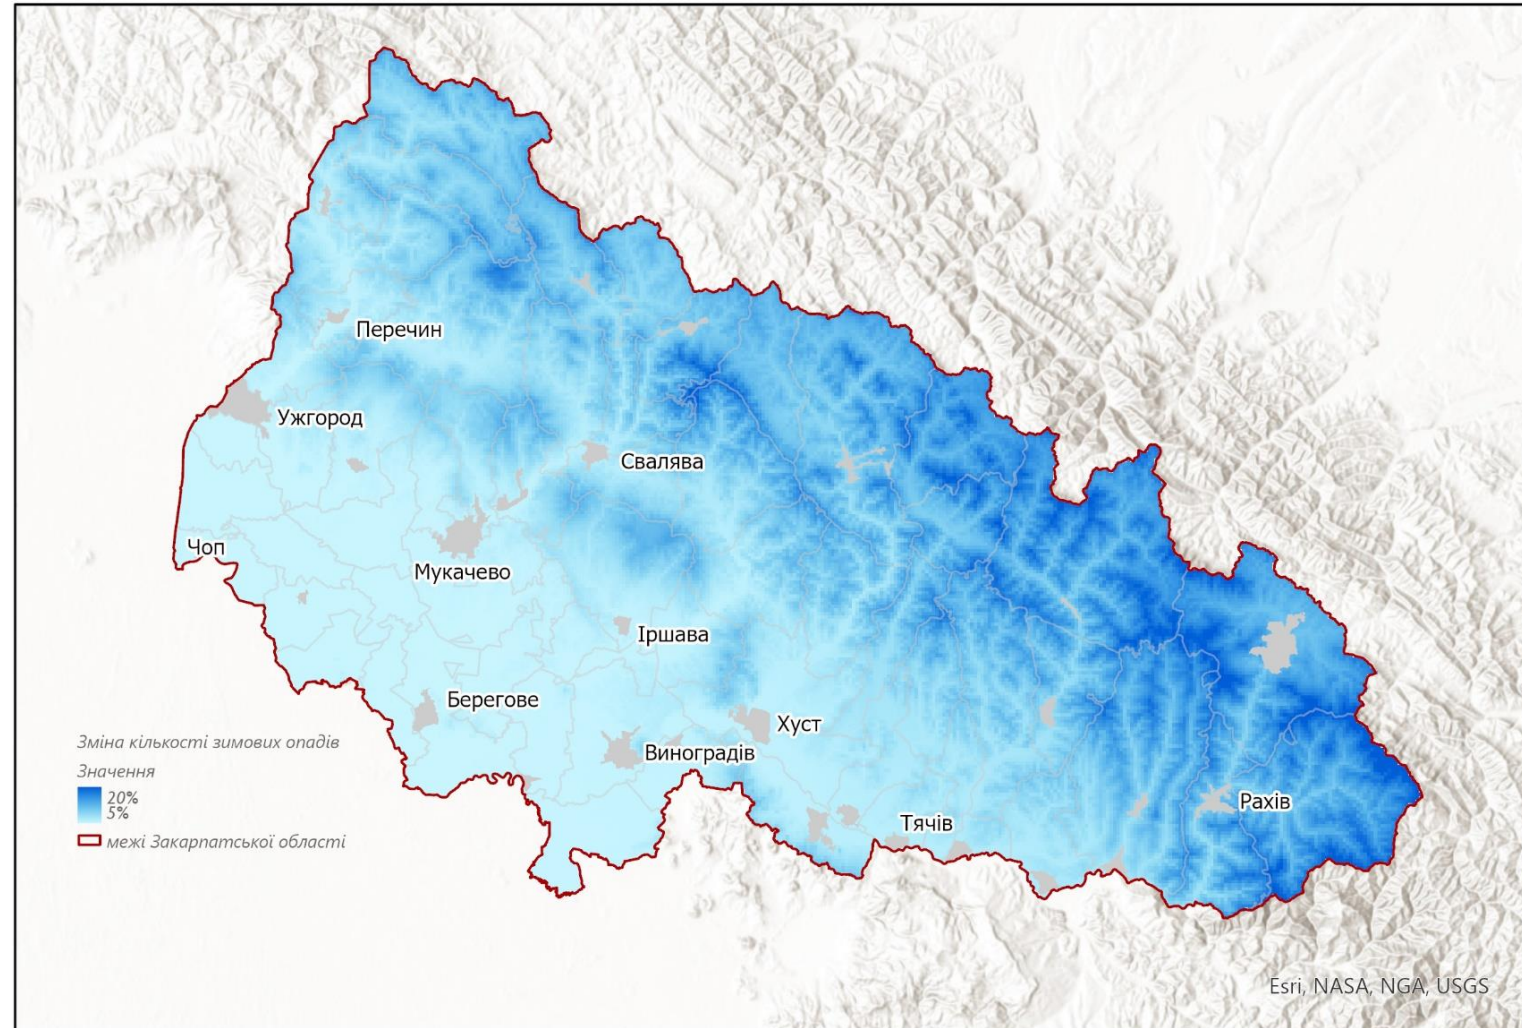 Перечин
Ужгород
Свалява
Чоп
Мукачево
Іршава
Берегове
Хуст
Виноградів
Рахів
Тячів
Зміна кількості зимових опадів
Значення
20%
5%
межі Закарпатської області
Esri, NASA, NGA, USGS